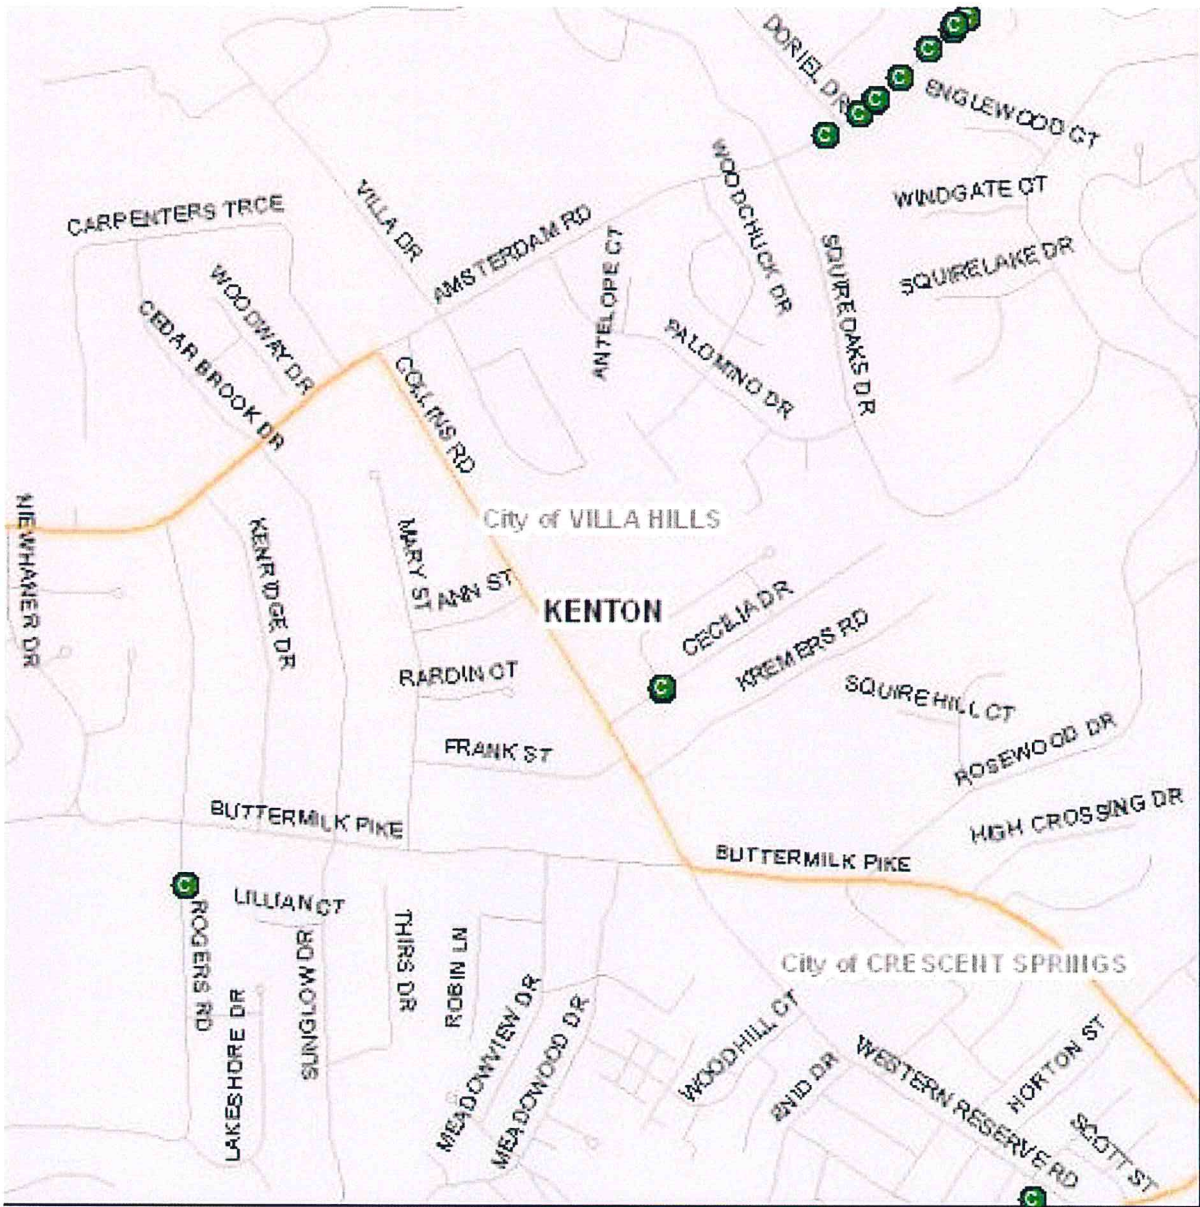 C
C
DORIEL DR
C
C
C
C
ENGLEWOOD CT
C
WOODCHUCK DR
WINDGATE CT
VILLA DR
CARPENTERS TRCE
AMSTERDAM RD
ANTELOPE CT
SQUIREOAKS DR
SQUIRELAKE DR
WOODWAY DR
CEDAR BROOK DR
PALOMINO DR
COLLINS RD
NIEWHANER DR
City of VILLA HILLS
KENRIDGE DR
MARY ST
ANN ST
KENTON
CECILIA DR
KREMERS RD
RARDIN CT
C
SQUIRE HILL CT
FRANK ST
ROSEWOOD DR
BUTTERMILK PIKE
HIGH CROSSING DR
BUTTERMILK PIKE
C
LILLIAN CT
ROGERS RD
SUNGLOW DR
THIRS DR
ROBIN LN
City of CRESCENT SPRINGS
LAKESHORE DR
MEADOWVIEW DR
MEADOWOOD DR
WOODHILL CT
ENID DR
WESTERN RESERVE RD
NORTON ST
SCOTT ST
C